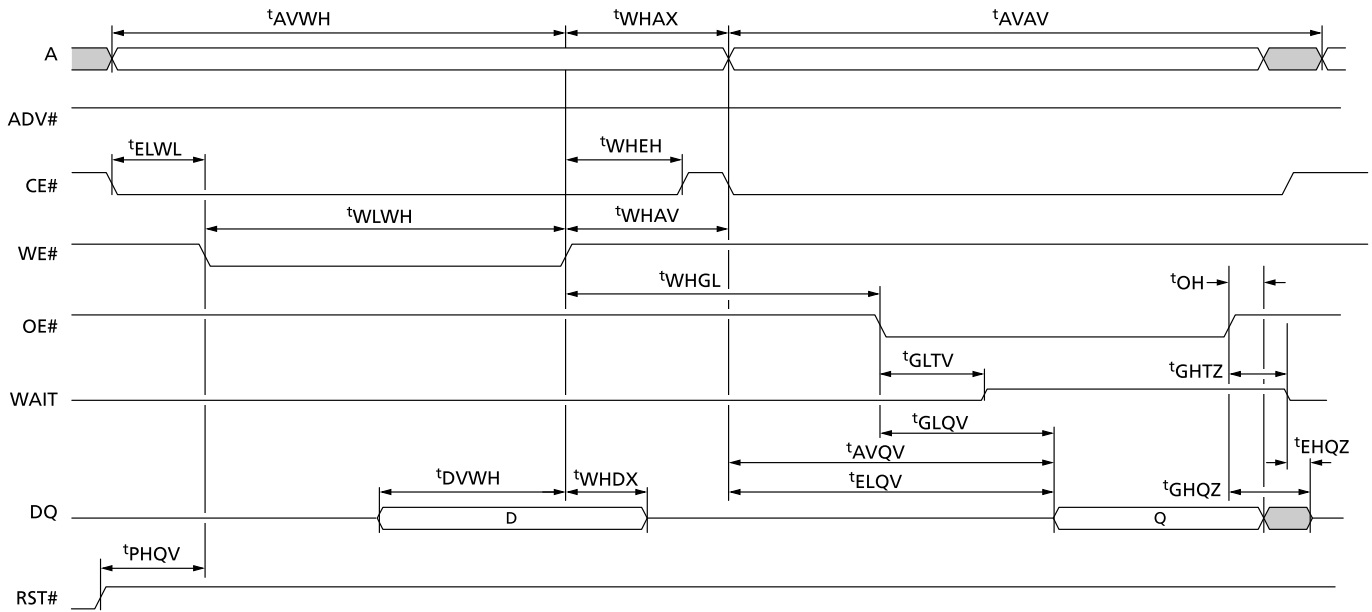 tAVWH tWHAX tAVAV
A
ADV#
tELWL tWHEH
CE#
tWLWH tWHAV
WE#
tWHGL tOH
OE#
tGLTV tGHTZ
WAIT
tGLQV
tAVQV tEHQZ
tDVWH tWHDX tELQV tGHQZ
DQ D Q
tPHQV
RST#